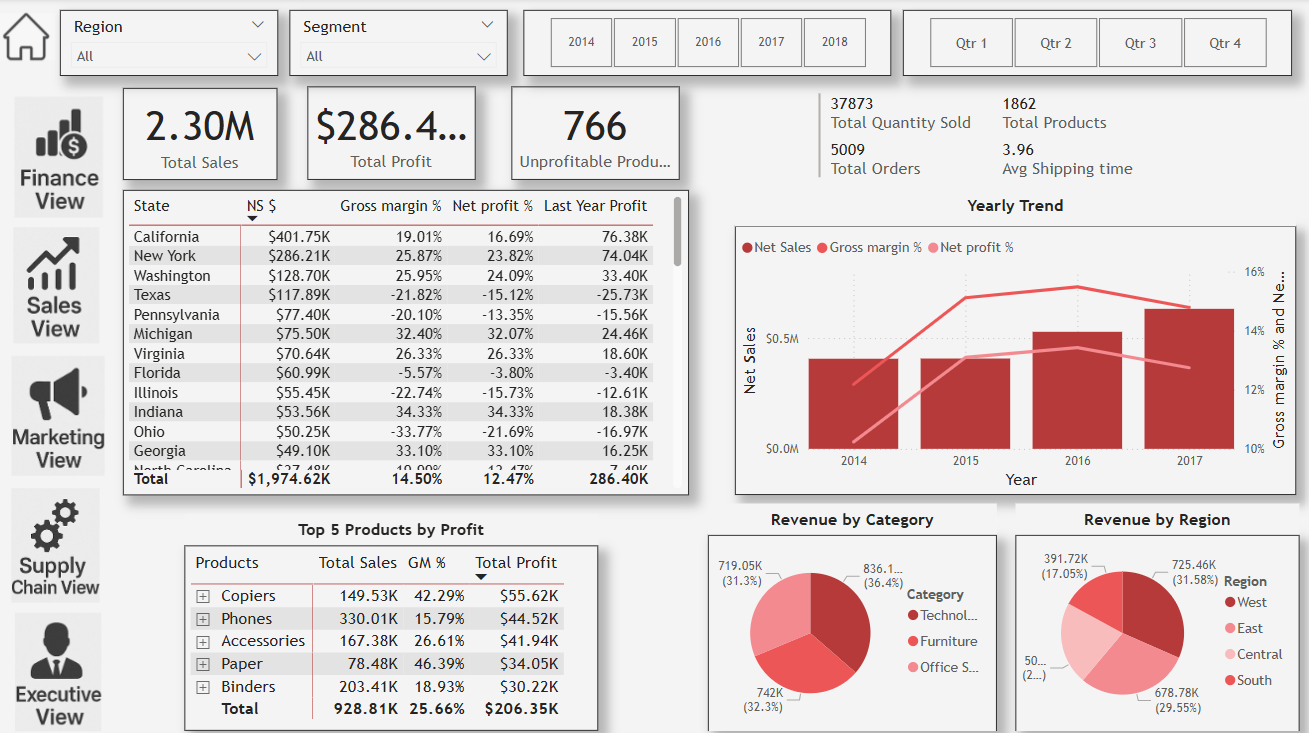 Region
All
Segment
All
2014 2015 2016 2017 2018
Qtr 1 Qtr 2 Qtr 3 Qtr 4
Finance
View
Sales
View
Marketing
View
Supply
Chain View
Executive
View
2.30M
Total Sales
$286.4...
Total Profit
766
Unprofitable Produ...
37873
Total Quantity Sold
1862
Total Products
5009
Total Orders
3.96
Avg Shipping time
State NS $ Gross margin % Net profit % Last Year Profit
California $401.75K 19.01% 16.69% 76.38K
New York $286.21K 25.87% 23.82% 74.04K
Washington $128.70K 25.95% 24.09% 33.40K
Texas $117.89K -21.82% -15.12% -25.73K
Pennsylvania $77.40K -20.10% -13.35% -15.56K
Michigan $75.50K 32.40% 32.07% 24.46K
Virginia $70.64K 26.33% 26.33% 18.60K
Florida $60.99K -5.57% -3.80% -3.40K
Illinois $55.45K -22.74% -15.73% -12.61K
Indiana $53.56K 34.33% 34.33% 18.38K
Ohio $50.25K -33.77% -21.69% -16.97K
Georgia $49.10K 33.10% 33.10% 16.25K
North Carolina
Total $1,974.62K 14.50% 12.47% 286.40K
Yearly Trend
Net Sales Gross margin % Net profit %
Net Sales
$0.5M
$0.0M
16%
14%
12%
10%
Gross margin % and Ne...
2014 2015 2016 2017
Year
Top 5 Products by Profit
Products Total Sales GM % Total Profit
Copiers 149.53K 42.29% $55.62K
Phones 330.01K 15.79% $44.52K
Accessories 167.38K 26.61% $41.94K
Paper 78.48K 46.39% $34.05K
Binders 203.41K 18.93% $30.22K
Total 928.81K 25.66% $206.35K
Revenue by Category
719.05K
(31.3%)
836.1...
(36.4%)
742K
(32.3%)
Category
Technol...
Furniture
Office S...
Revenue by Region
391.72K
(17.05%)
725.46K
(31.58%)
50...
(2...)
678.78K
(29.55%)
Region
West
East
Central
South